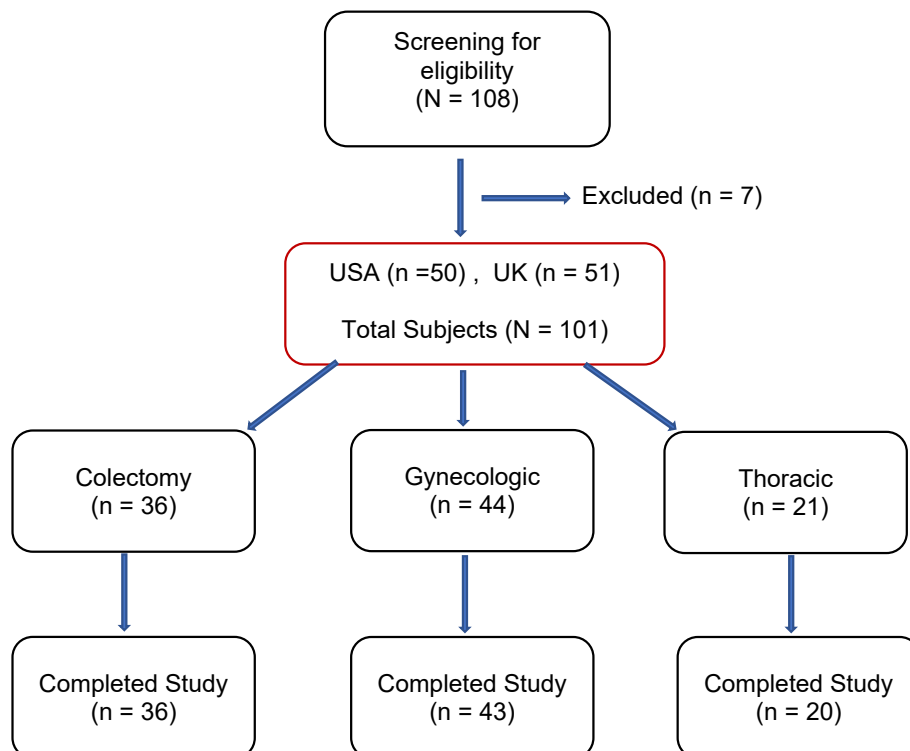 Screening for
eligibility
(N = 108)
Excluded (n = 7)
USA (n =50) ,  UK (n = 51)
Total Subjects (N = 101)
Colectomy
(n = 36)
Gynecologic
(n = 44)
Thoracic
(n = 21)
Completed Study
(n = 36)
Completed Study
(n = 43)
Completed Study
(n = 20)